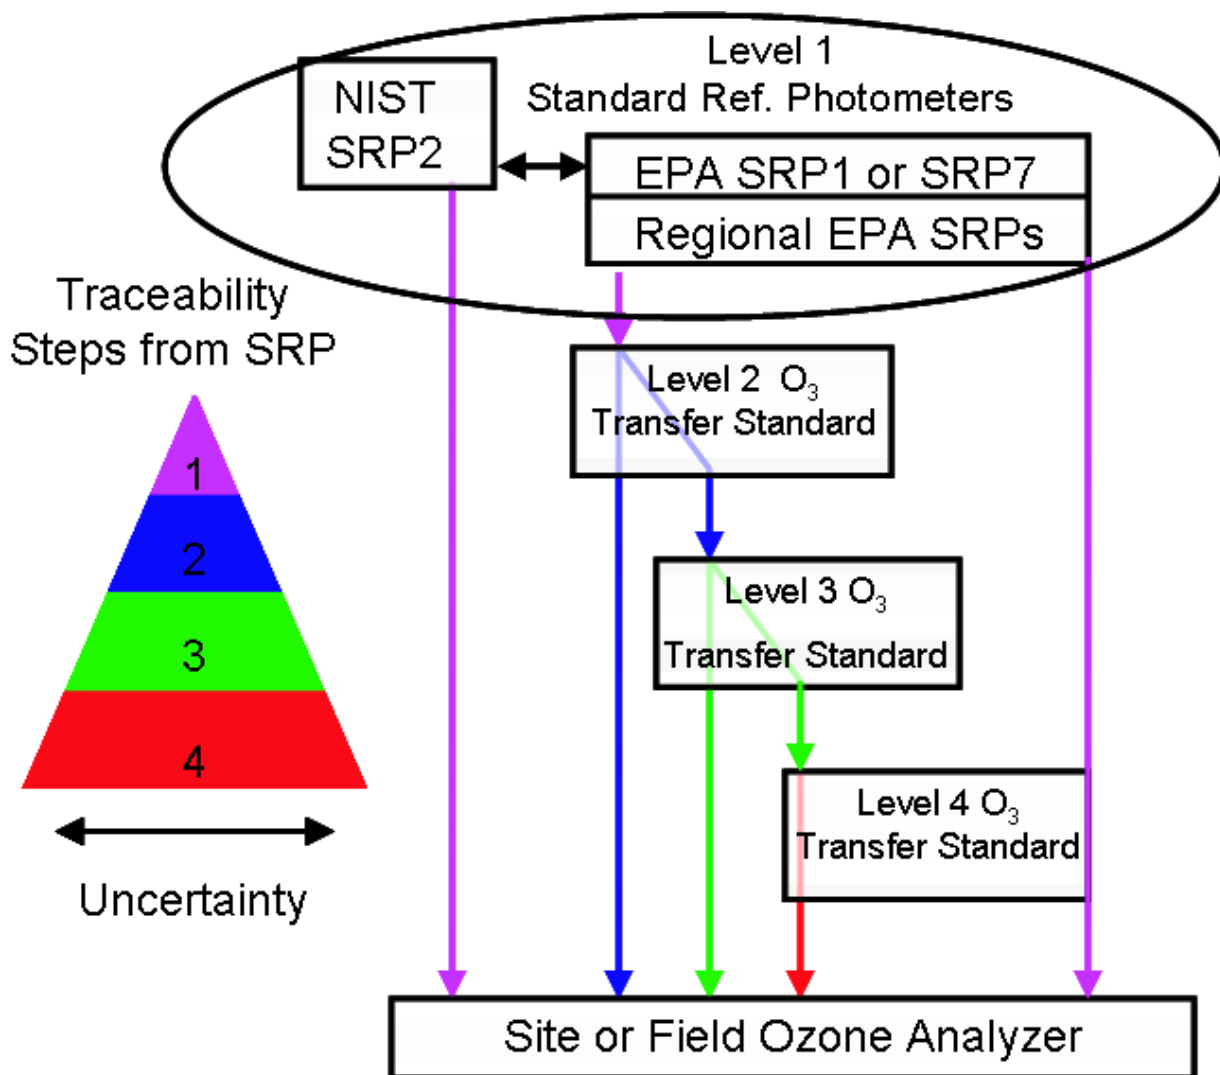 Level 1
Standard Ref. Photometers
NIST
SRP2
EPA SRP1 or SRP7
Regional EPA SRPs
Traceability
Steps from SRP
1
2
3
4
Uncertainty
Level 2 O₃
Transfer Standard
Level 3 O₃
Transfer Standard
Level 4 O₃
Transfer Standard
Site or Field Ozone Analyzer